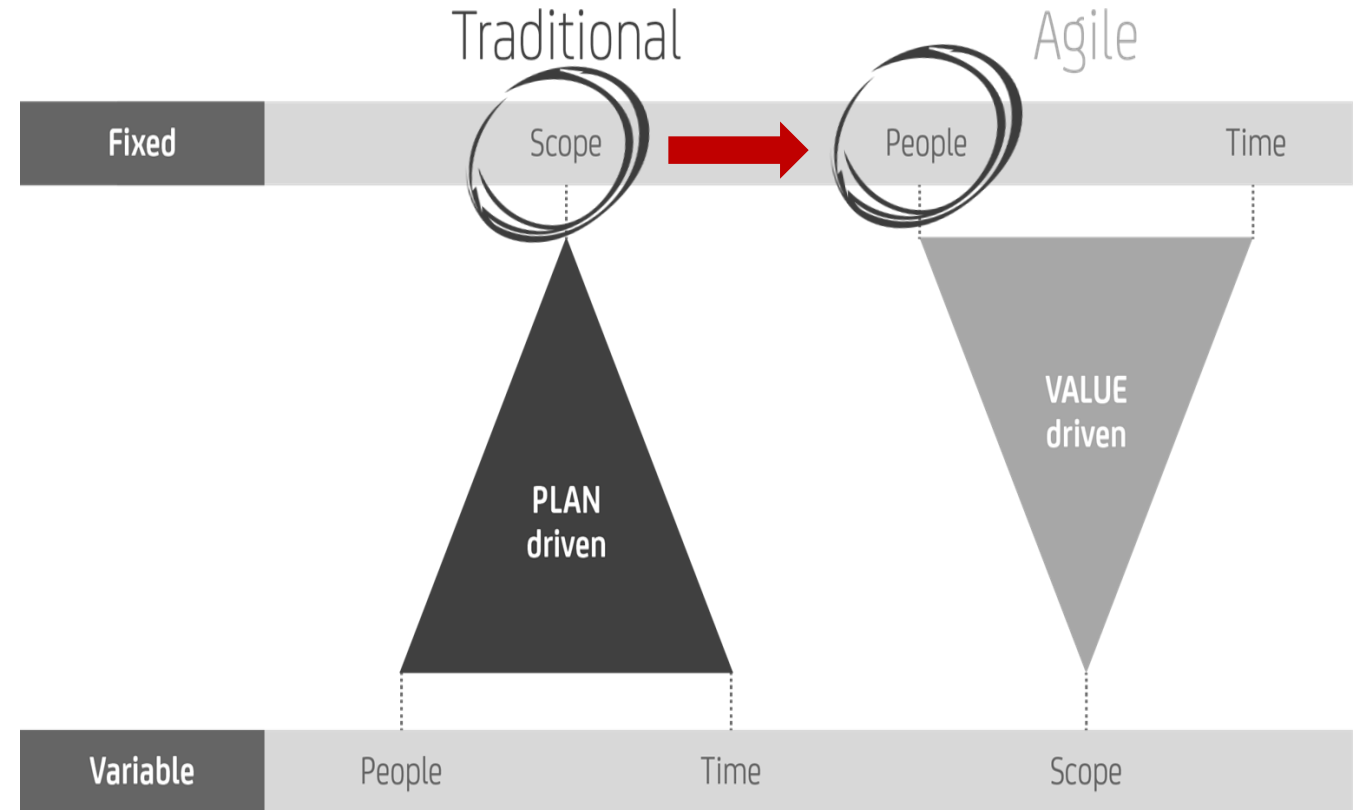 Traditional
Agile
Fixed
Scope
People
Time
VALUE
driven
PLAN
driven
Variable
People
Time
Scope